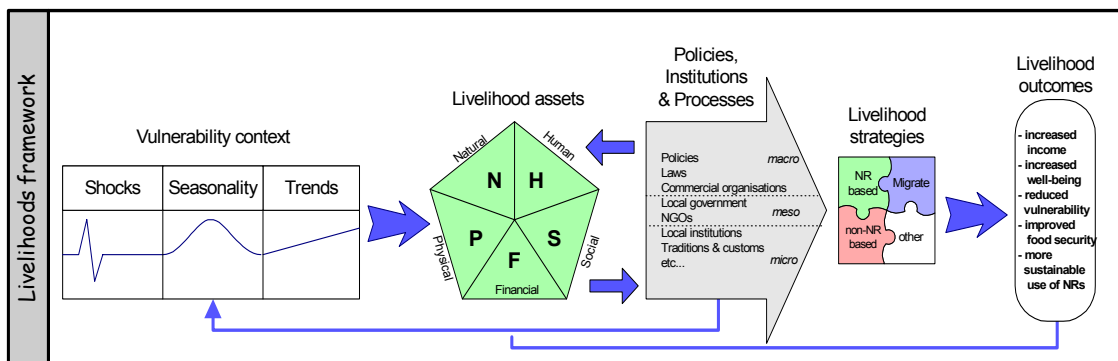 Livelihoods framework
Vulnerability context
Shocks
Seasonality
Trends
Livelihood assets
Natural
Human
N
H
P
S
F
Physical
Social
Financial
Policies,
Institutions
& Processes
Policies
macro
Laws
Commercial organisations
Local government
meso
NGOs
Local institutions
Traditions & customs
micro
etc...
Livelihood
strategies
NR
based
Migrate
non-NR
based
other
Livelihood
outcomes
- increased
income
- increased
well-being
- reduced
vulnerability
- improved
food security
- more
sustainable
use of NRs